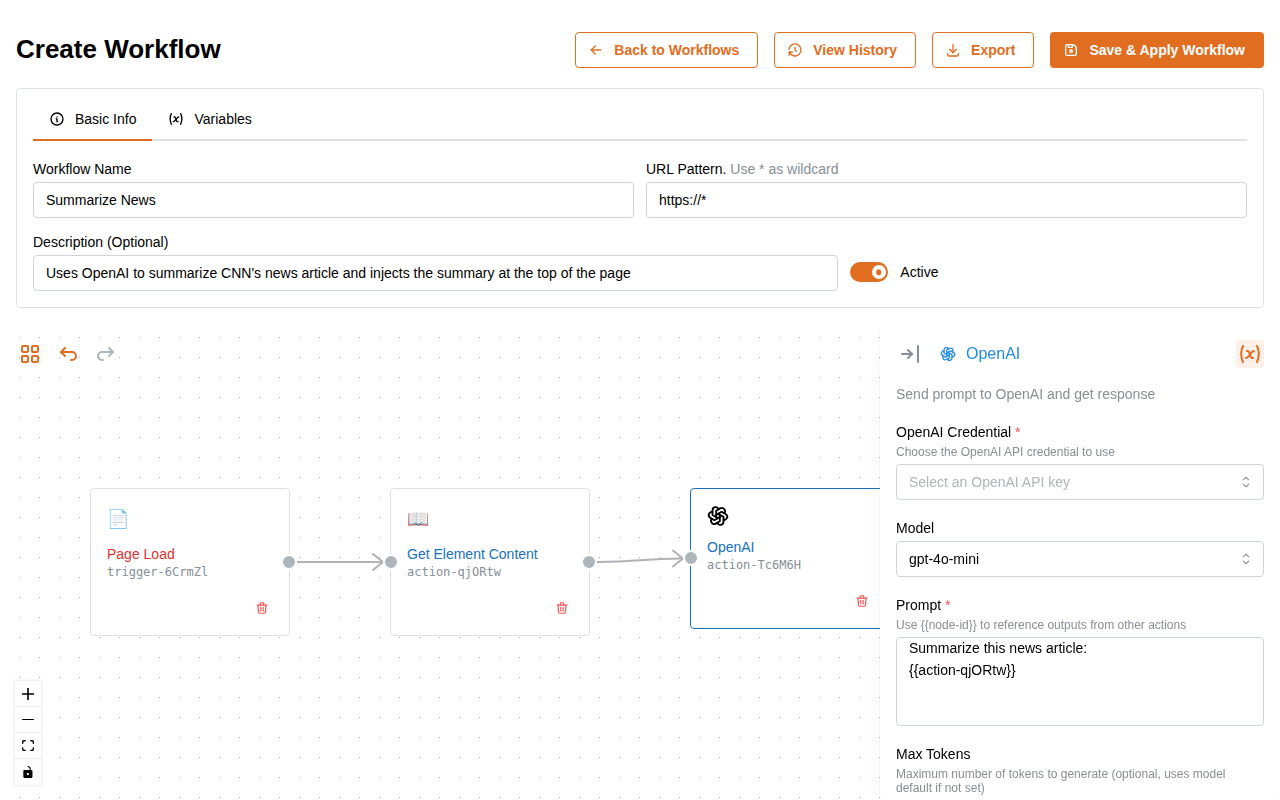 Create Workflow
Back to Workflows
View History
Export
Save & Apply Workflow
Basic Info
(x) Variables
Workflow Name
Summarize News
URL Pattern. Use * as wildcard
https://*
Description (Optional)
Uses OpenAI to summarize CNN's news article and injects the summary at the top of the page
Active
OpenAI
(x)
Send prompt to OpenAI and get response
OpenAI Credential *
Choose the OpenAI API credential to use
Select an OpenAI API key
Model
gpt-4o-mini
Prompt *
Use {{node-id}} to reference outputs from other actions
Summarize this news article:
{{action-qjORtw}}
Max Tokens
Maximum number of tokens to generate (optional, uses model
default if not set)
Page Load
trigger-6CrmZl
Get Element Content
action-qjORtw
OpenAI
action-Tc6M6H